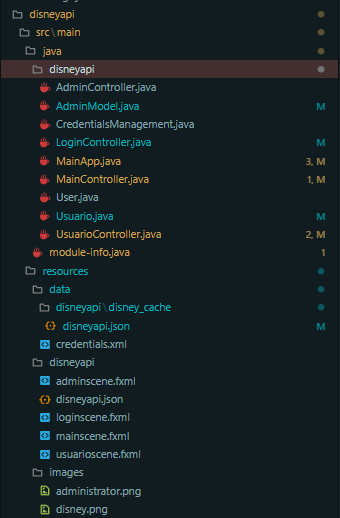 disneyapi
src\main
java
disneyapi
AdminController.java
AdminModel.java M
CredentialsManagement.java
LoginController.java M
MainApp.java 3, M
MainController.java 1, M
User.java
Usuario.java M
UsuarioController.java 2, M
module-info.java 1
resources
data
disneyapi\disney_cache
disneyapi.json M
credentials.xml
disneyapi
adminscene.fxml
disneyapi.json
loginscene.fxml
mainscene.fxml
usuarioscene.fxml
images
administrator.png
disney.png